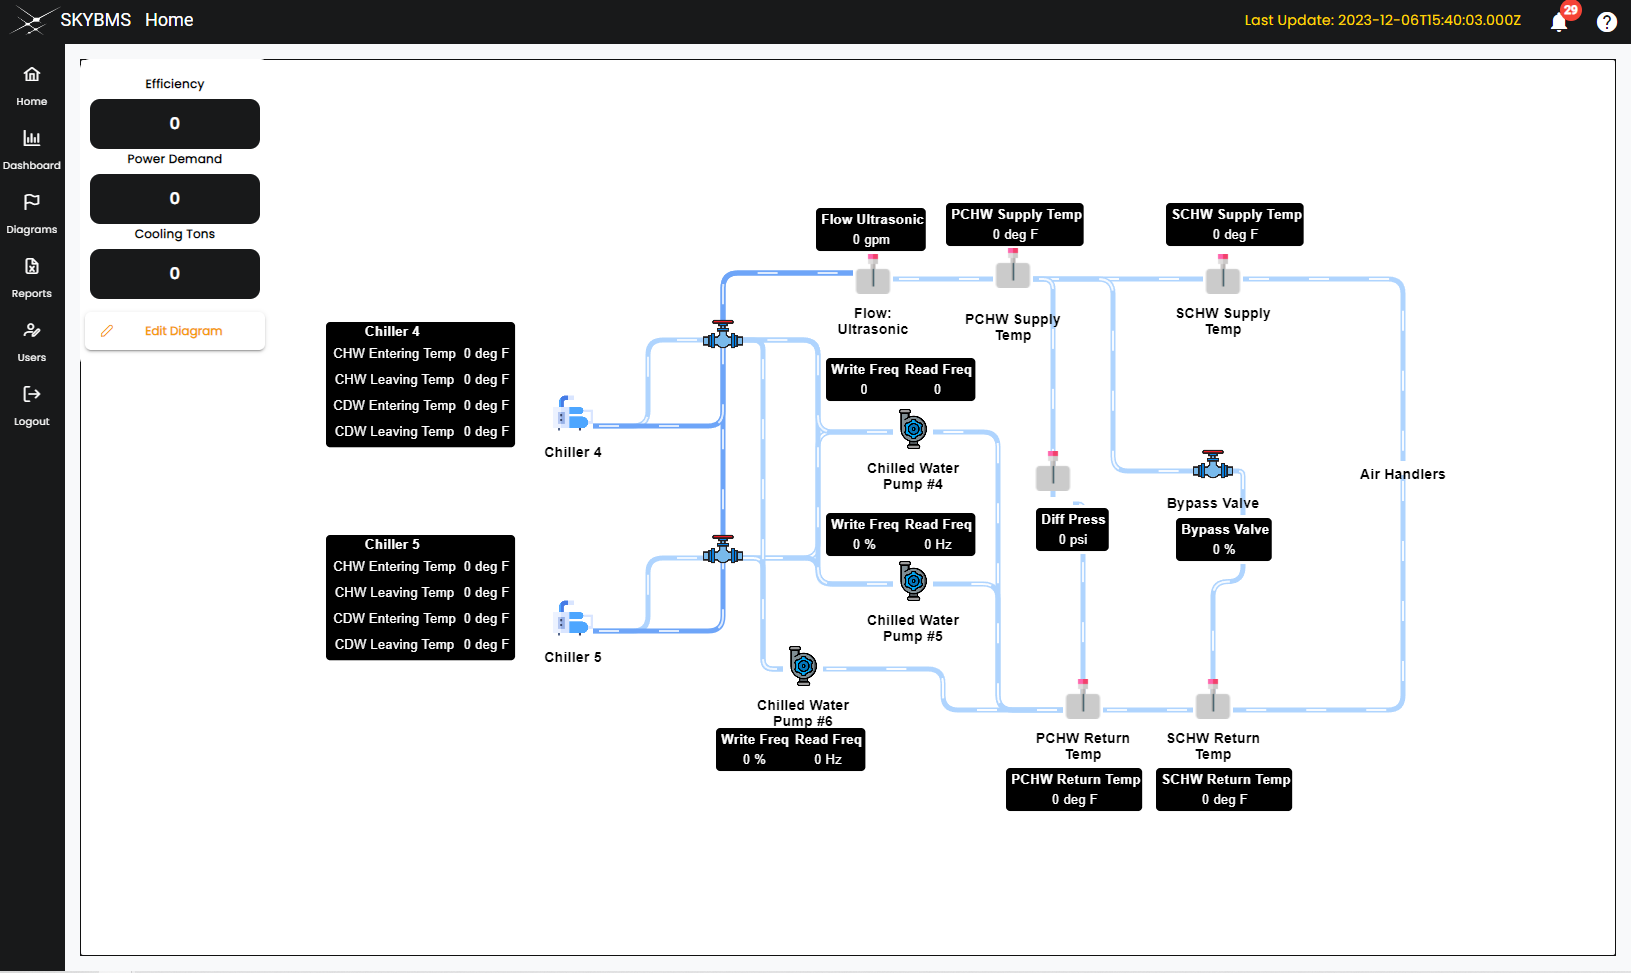 SKYBMS Home
Last Update: 2023-12-06T15:40:03.000Z
29
?
Home
Dashboard
Diagrams
Reports
Users
Logout
Efficiency
0
Power Demand
0
Cooling Tons
0
Edit Diagram
Flow Ultrasonic
0 gpm
PCHW Supply Temp
0 deg F
SCHW Supply Temp
0 deg F
Flow:
Ultrasonic
PCHW Supply
Temp
SCHW Supply
Temp
Chiller 4
CHW Entering Temp 0 deg F
CHW Leaving Temp 0 deg F
CDW Entering Temp 0 deg F
CDW Leaving Temp 0 deg F
Chiller 4
Write Freq Read Freq
0 0
Chilled Water
Pump #4
Air Handlers
Bypass Valve
Bypass Valve
0 %
Diff Press
0 psi
Write Freq Read Freq
0 % 0 Hz
Chilled Water
Pump #5
Chiller 5
CHW Entering Temp 0 deg F
CHW Leaving Temp 0 deg F
CDW Entering Temp 0 deg F
CDW Leaving Temp 0 deg F
Chiller 5
Chilled Water
Pump #6
Write Freq Read Freq
0 % 0 Hz
PCHW Return
Temp
SCHW Return
Temp
PCHW Return Temp
0 deg F
SCHW Return Temp
0 deg F